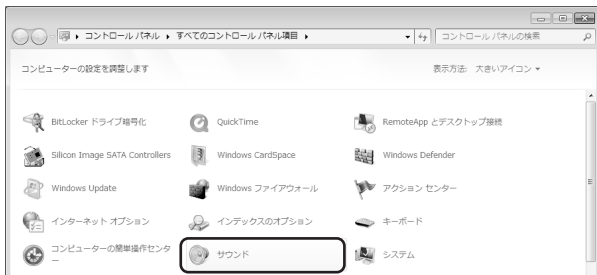 コントロール パネル ▸ すべてのコントロール パネル項目 ▸ コントロール パネルの検索
コンピューターの設定を調整します 表示方法: 大きいアイコン ▾
BitLocker ドライブ暗号化 QuickTime RemoteApp とデスクトップ接続
Silicon Image SATA Controllers Windows CardSpace Windows Defender
Windows Update Windows ファイアウォール アクション センター
インターネット オプション インデックスのオプション キーボード
コンピューターの簡単操作センタ
ー サウンド システム